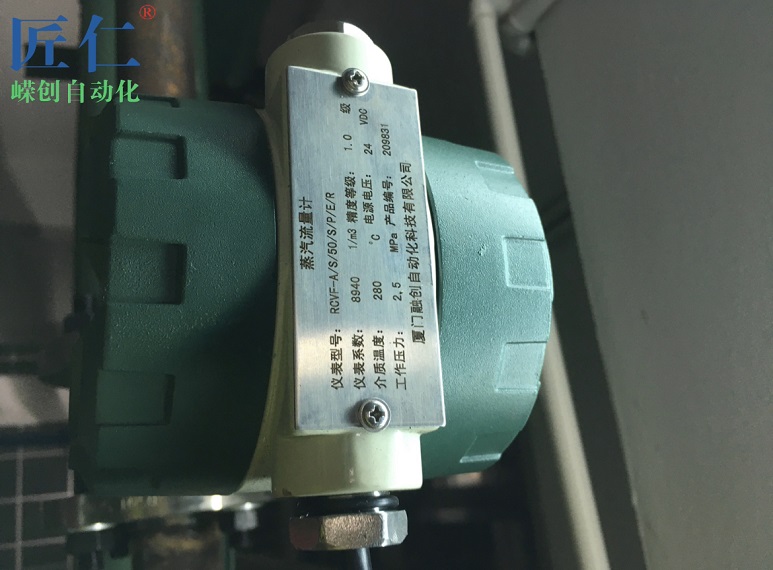 匠仁®
嵘创自动化
蒸汽流量计
仪表型号： RCVF-A/S/50/S/P/E/R
仪表系数： 8940 1/m3 精度等级： 1.0 级
介质温度： 280 °C 电源电压： 24 VDC
工作压力： 2.5 MPa 产品编号： 209831
厦门融创自动化科技有限公司